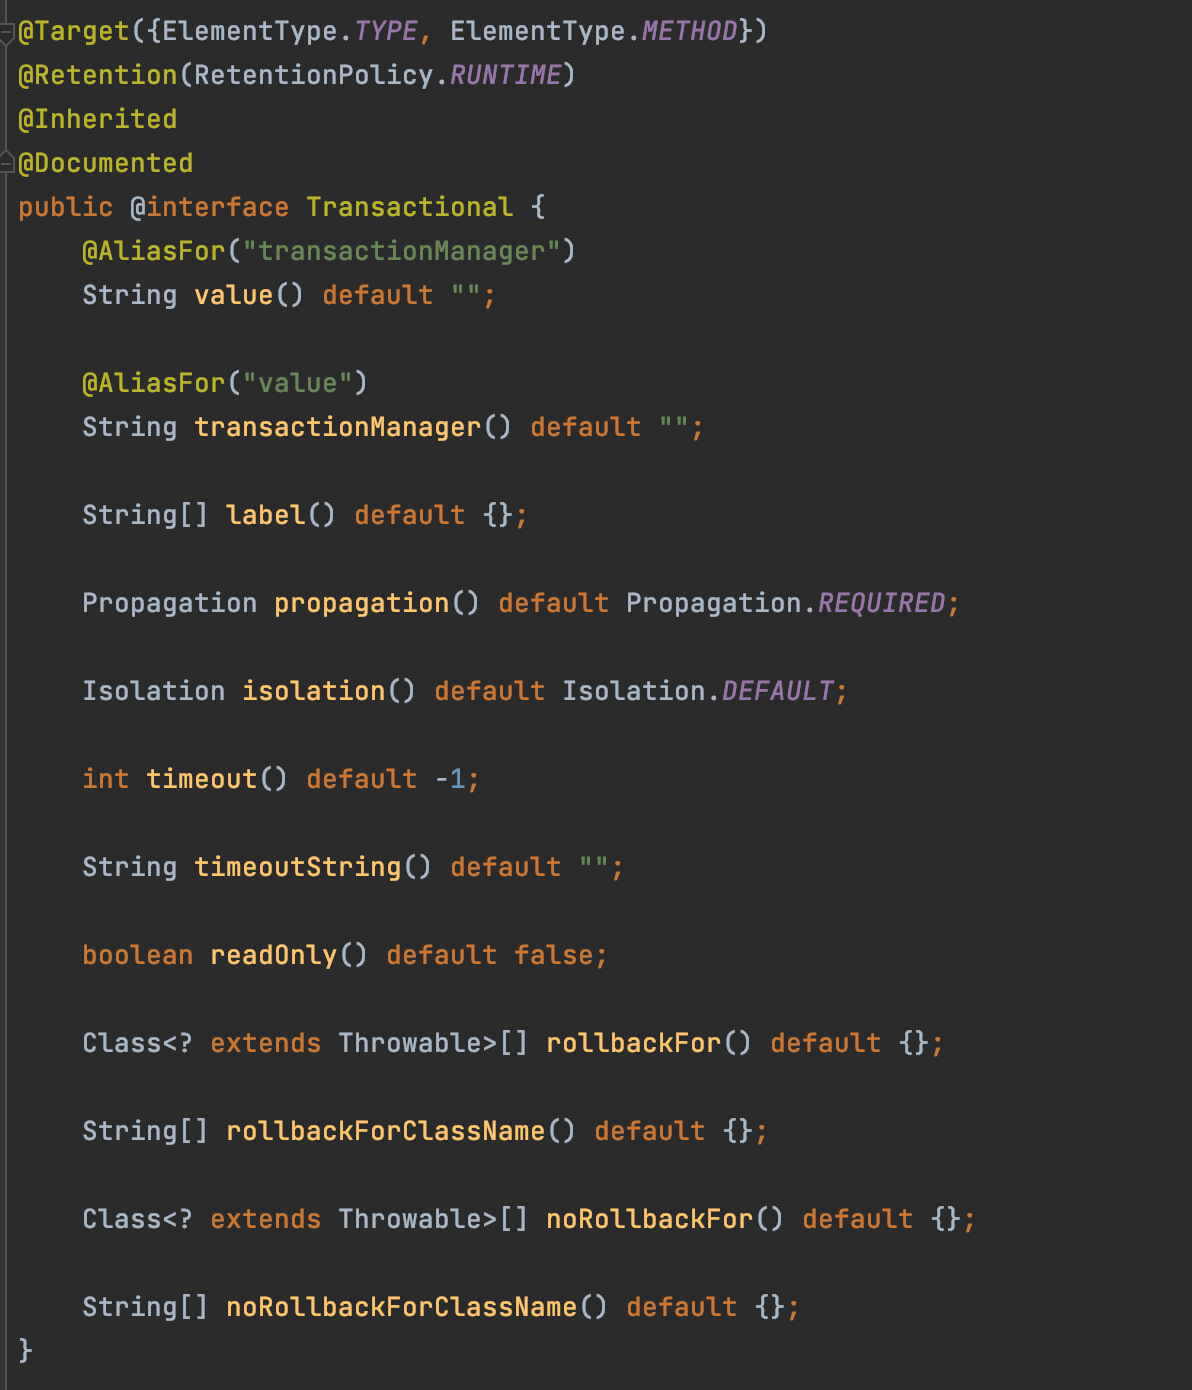 @Target({ElementType.TYPE, ElementType.METHOD})
@Retention(RetentionPolicy.RUNTIME)
@Inherited
@Documented
public @interface Transactional {
    @AliasFor("transactionManager")
    String value() default "";

    @AliasFor("value")
    String transactionManager() default "";

    String[] label() default {};

    Propagation propagation() default Propagation.REQUIRED;

    Isolation isolation() default Isolation.DEFAULT;

    int timeout() default -1;

    String timeoutString() default "";

    boolean readOnly() default false;

    Class<? extends Throwable>[] rollbackFor() default {};

    String[] rollbackForClassName() default {};

    Class<? extends Throwable>[] noRollbackFor() default {};

    String[] noRollbackForClassName() default {};
}